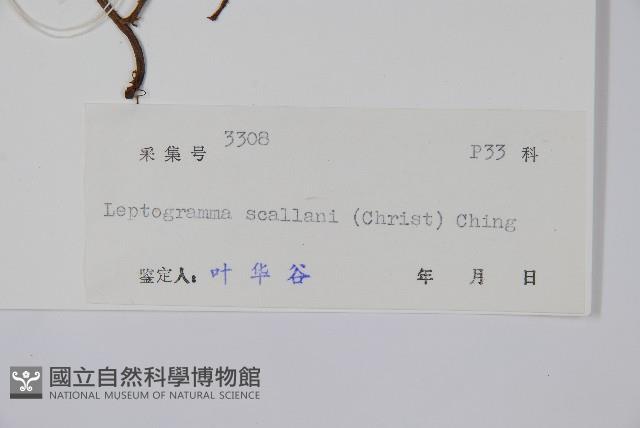 采集号 3308 P33 科
Leptogramma scallani (Christ) Ching
鉴定人: 叶华谷 年 月 日
國立自然科學博物館
NATIONAL MUSEUM OF NATURAL SCIENCE